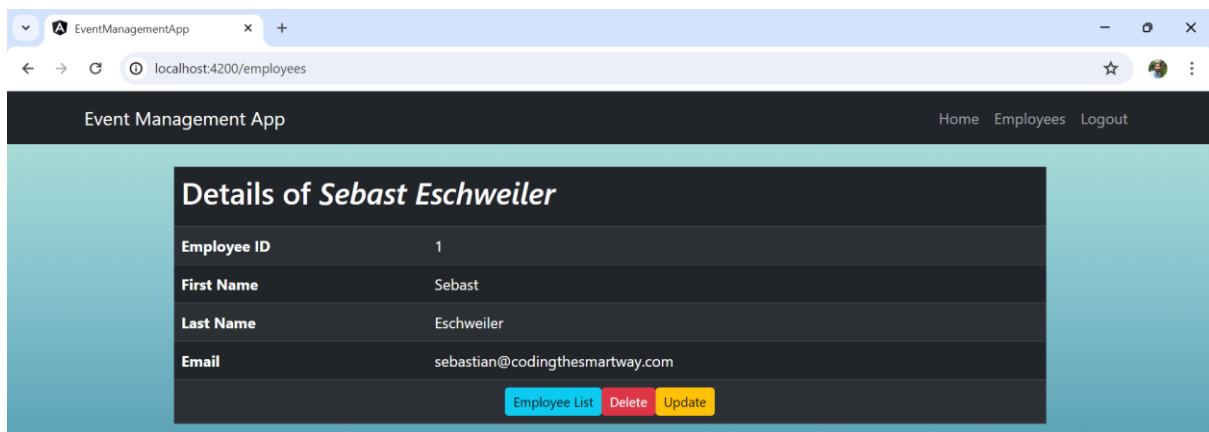 EventManagementApp
localhost:4200/employees
Event Management App Home Employees Logout
Details of Sebast Eschweiler
Employee ID 1
First Name Sebast
Last Name Eschweiler
Email sebastian@codingthesmartway.com
Employee List Delete Update